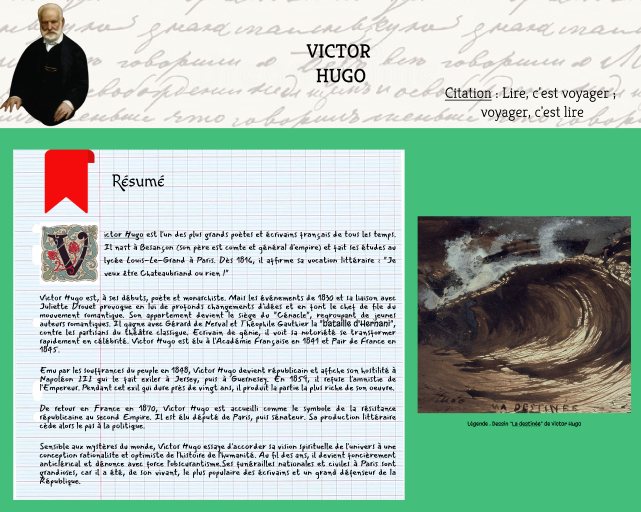 VICTOR
HUGO
Citation : Lire, c'est voyager ;
voyager, c'est lire
Résumé
Victor Hugo est l'un des plus grands poètes et écrivains français de tous les temps.
Il naît à Besançon (son père est comte et général d'empire) et fait ses études au
lycée Louis-Le-Grand à Paris. Dès 1816, il affirme sa vocation littéraire : "Je
veux être Chateaubriand ou rien !"
Victor Hugo est, à ses débuts, poète et monarchiste. Mais les évènements de 1830 et sa liaison avec
Juliette Drouet provoque en lui de profonds changements d'idées et en font le chef de file du
mouvement romantique. Son appartement devient le siège du "Cénacle", regroupant de jeunes
auteurs romantiques. Il gagne avec Gérard de Nerval et Théophile Gauthier la "bataille d'Hernani",
contre les partisans du théâtre classique. Ecrivain de génie, il voit sa notoriété se transformer
rapidement en célébrité. Victor Hugo est élu à l'Académie Française en 1841 et Pair de France en
1845.
Emu par les souffrances du peuple en 1848, Victor Hugo devient républicain et affiche son hostilité à
Napoléon III qui le fait exiler à Jersey, puis à Guernesey. En 1859, il refuse l'amnistie de
l'Empereur. Pendant cet exil qui dure près de vingt ans, il produit la partie la plus riche de son oeuvre.
De retour en France en 1870, Victor Hugo est accueilli comme le symbole de la résistance
républicaine au second Empire. Il est élu député de Paris, puis sénateur. Sa production littéraire
cède alors le pas à la politique.
Sensible aux mystères du monde, Victor Hugo essaye d'accorder sa vision spirituelle de l'univers à une
conception rationaliste et optimiste de l'histoire de l'humanité. Au fil des ans, il devient foncièrement
anticlérical et dénonce avec force l'obscurantisme.Ses funérailles nationales et civiles à Paris sont
grandioses, car il a été, de son vivant, le plus populaire des écrivains et un grand défenseur de la
République.
MA DESTINEE
Légende : Dessin "La destinée" de Victor Hugo